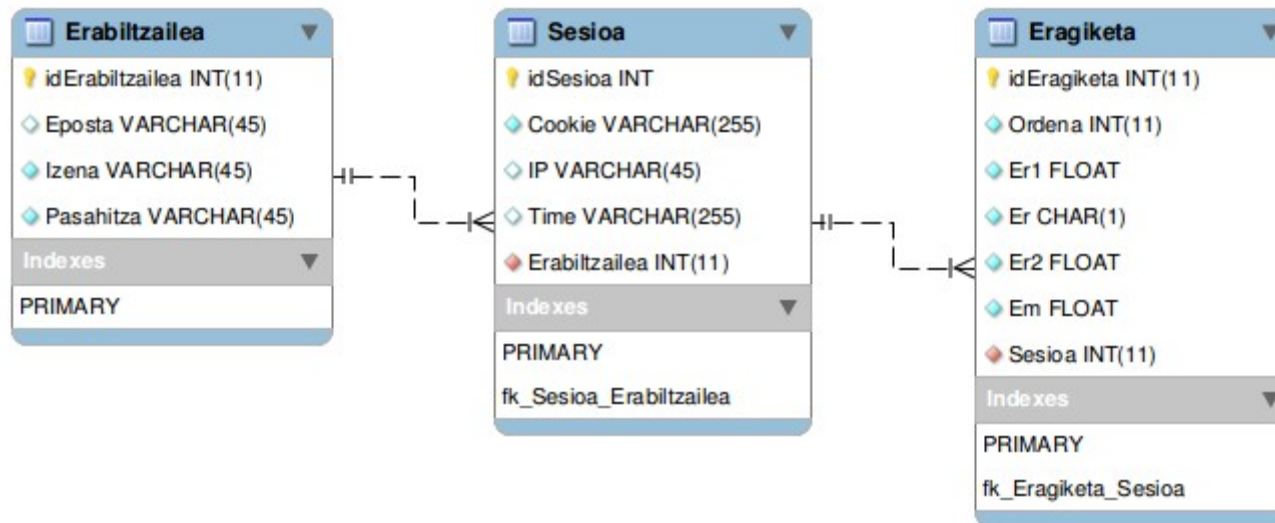 Erabiltzailea
idErabiltzailea INT(11)
Eposta VARCHAR(45)
Izena VARCHAR(45)
Pasahitza VARCHAR(45)
Indexes
PRIMARY
Sesioa
idSesioa INT
Cookie VARCHAR(255)
IP VARCHAR(45)
Time VARCHAR(255)
Erabiltzailea INT(11)
Indexes
PRIMARY
fk_Sesioa_Erabiltzailea
Eragiketa
idEragiketa INT(11)
Ordena INT(11)
Er1 FLOAT
Er CHAR(1)
Er2 FLOAT
Em FLOAT
Sesioa INT(11)
Indexes
PRIMARY
fk_Eragiketa_Sesioa